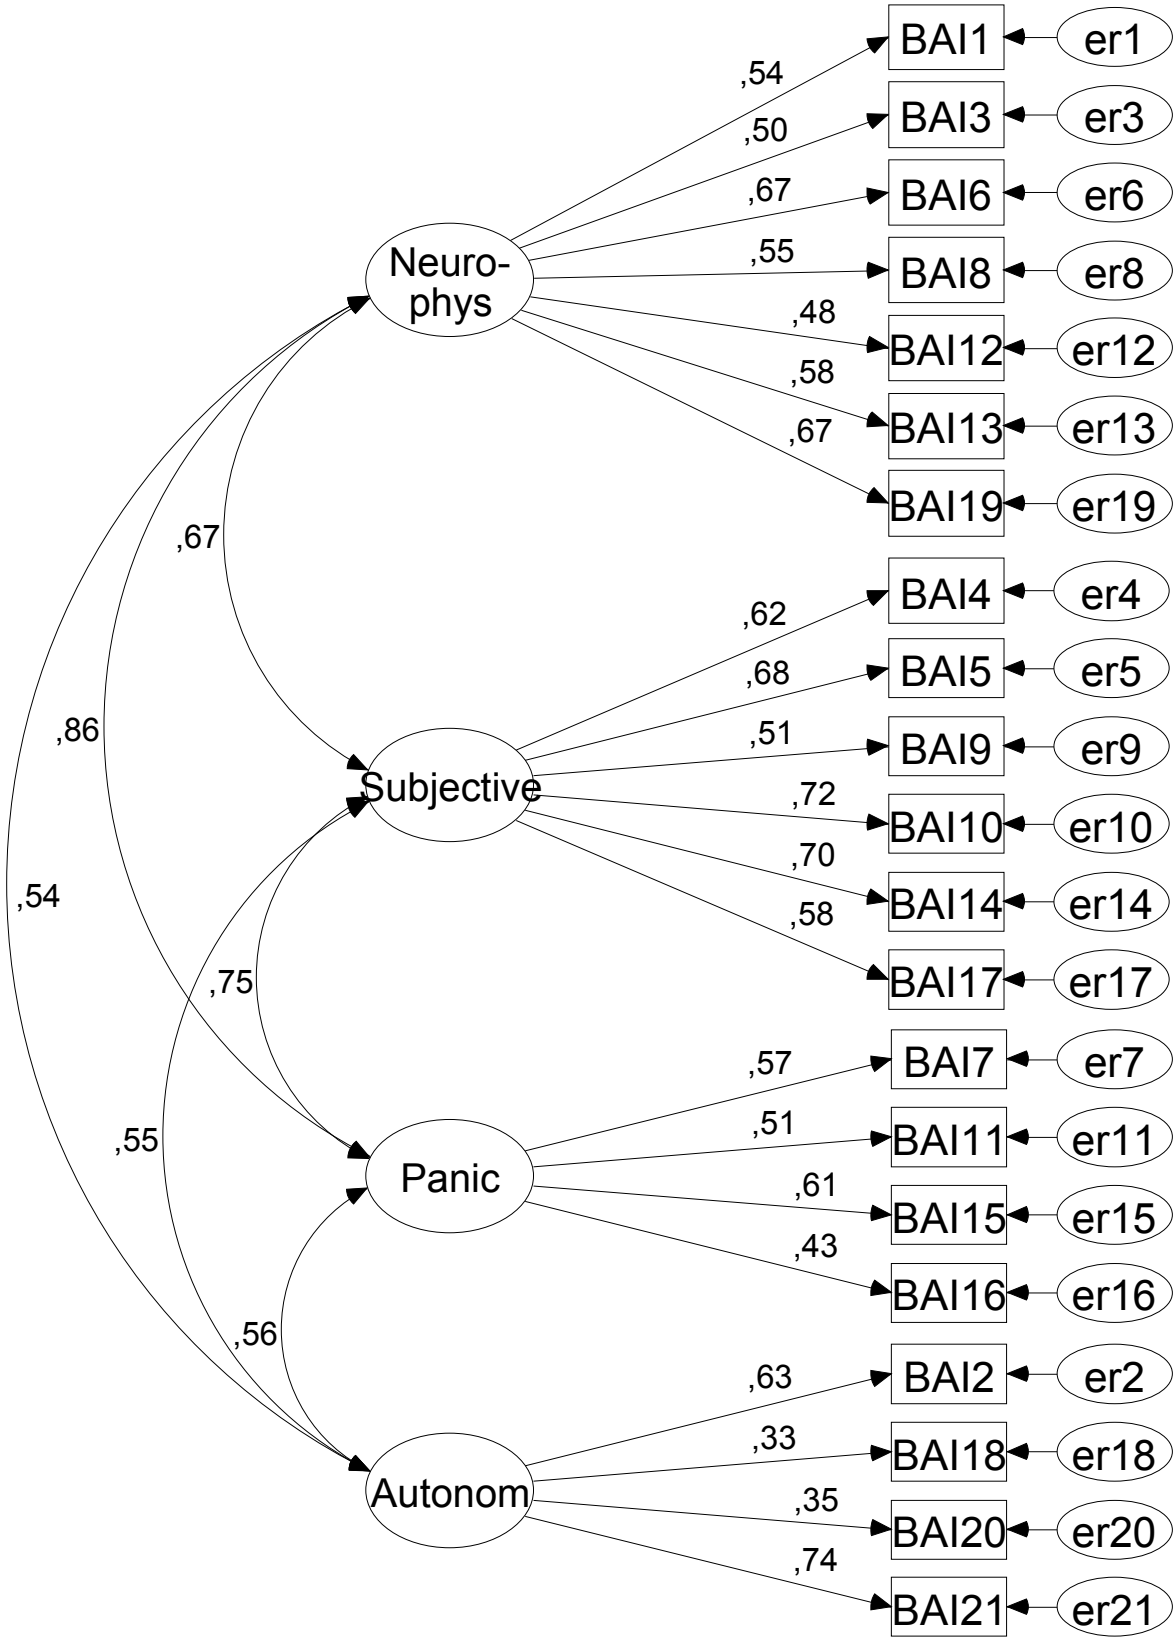 ,54
BAI1
er1
,50
BAI3
er3
,67
BAI6
er6
Neuro-
phys
,55
BAI8
er8
,48
BAI12
er12
,58
BAI13
er13
,67
BAI19
er19
,67
,62
BAI4
er4
,68
BAI5
er5
,86
,51
BAI9
er9
Subjective
,72
BAI10
er10
,54
,70
BAI14
er14
,58
BAI17
er17
,75
,57
BAI7
er7
,55
,51
BAI11
er11
Panic
,61
BAI15
er15
,43
BAI16
er16
,56
,63
BAI2
er2
,33
BAI18
er18
Autonom
,35
BAI20
er20
,74
BAI21
er21